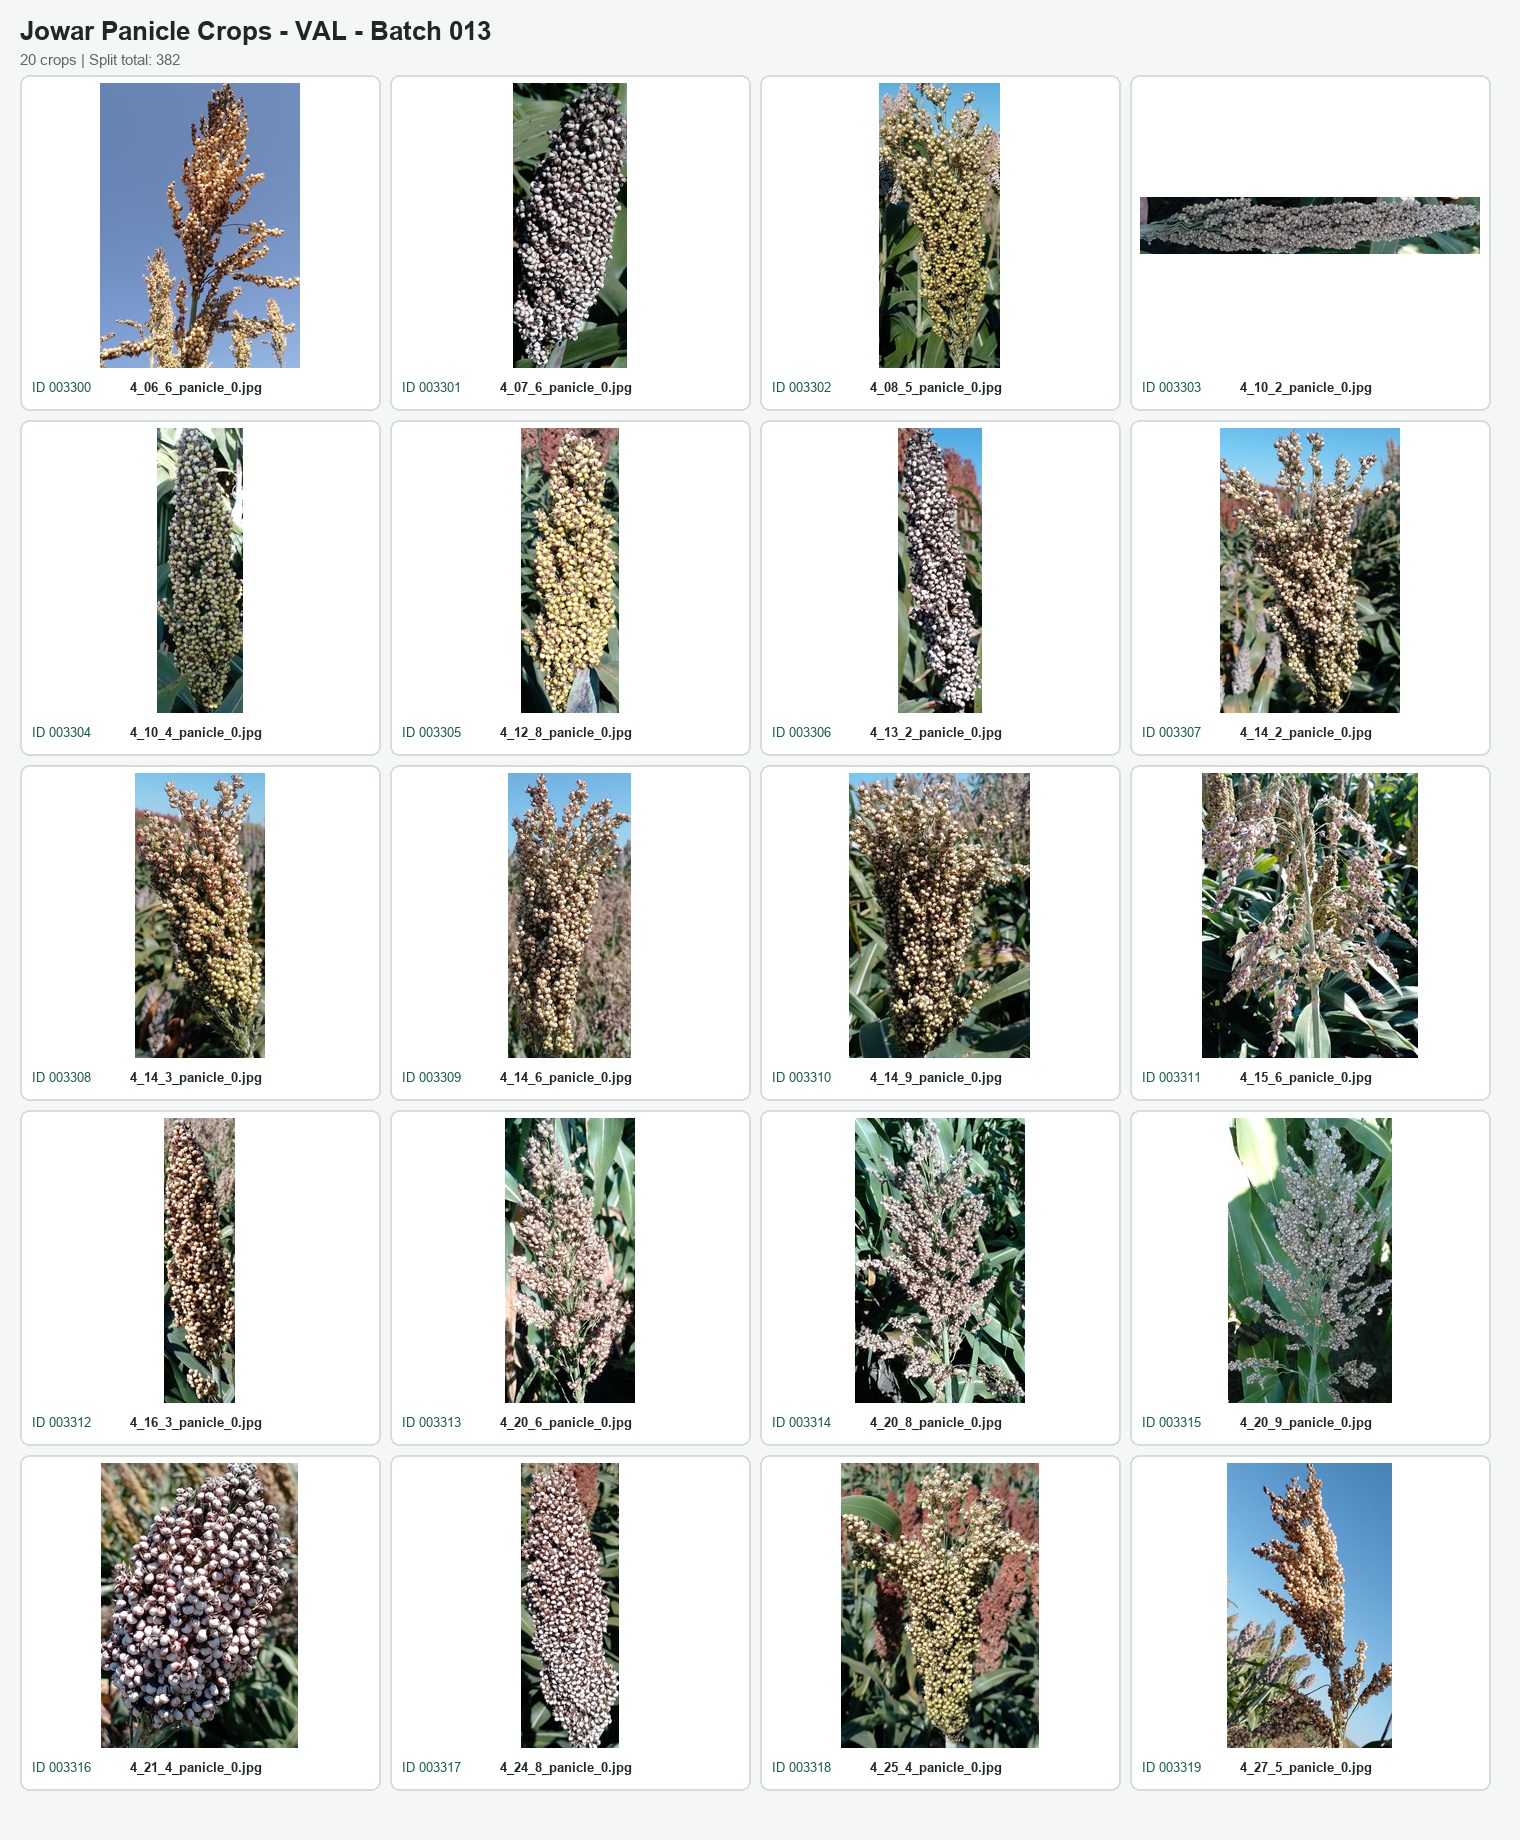 Jowar Panicle Crops - VAL - Batch 013
20 crops | Split total: 382
ID 003300 4_06_6_panicle_0.jpg
ID 003301 4_07_6_panicle_0.jpg
ID 003302 4_08_5_panicle_0.jpg
ID 003303 4_10_2_panicle_0.jpg
ID 003304 4_10_4_panicle_0.jpg
ID 003305 4_12_8_panicle_0.jpg
ID 003306 4_13_2_panicle_0.jpg
ID 003307 4_14_2_panicle_0.jpg
ID 003308 4_14_3_panicle_0.jpg
ID 003309 4_14_6_panicle_0.jpg
ID 003310 4_14_9_panicle_0.jpg
ID 003311 4_15_6_panicle_0.jpg
ID 003312 4_16_3_panicle_0.jpg
ID 003313 4_20_6_panicle_0.jpg
ID 003314 4_20_8_panicle_0.jpg
ID 003315 4_20_9_panicle_0.jpg
ID 003316 4_21_4_panicle_0.jpg
ID 003317 4_24_8_panicle_0.jpg
ID 003318 4_25_4_panicle_0.jpg
ID 003319 4_27_5_panicle_0.jpg